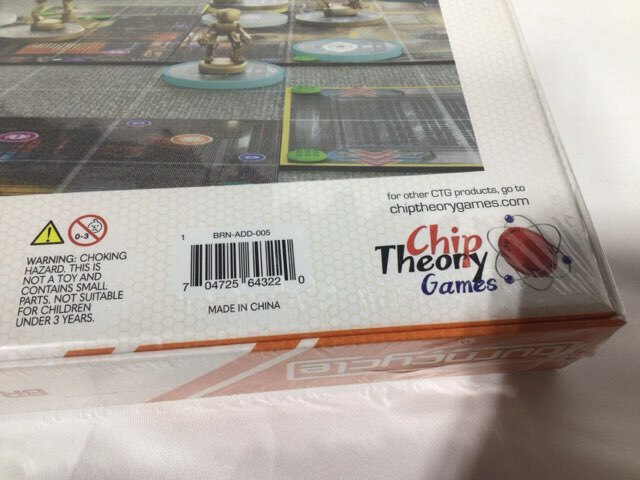 for other CTG products, go to
chiptheorygames.com
Chip
Theory
Games
0-3
WARNING: CHOKING
HAZARD. THIS IS
NOT A TOY AND
CONTAINS SMALL
PARTS. NOT SUITABLE
FOR CHILDREN
UNDER 3 YEARS.
1
BRN-ADD-005
7 04725 64322 0
MADE IN CHINA
BR